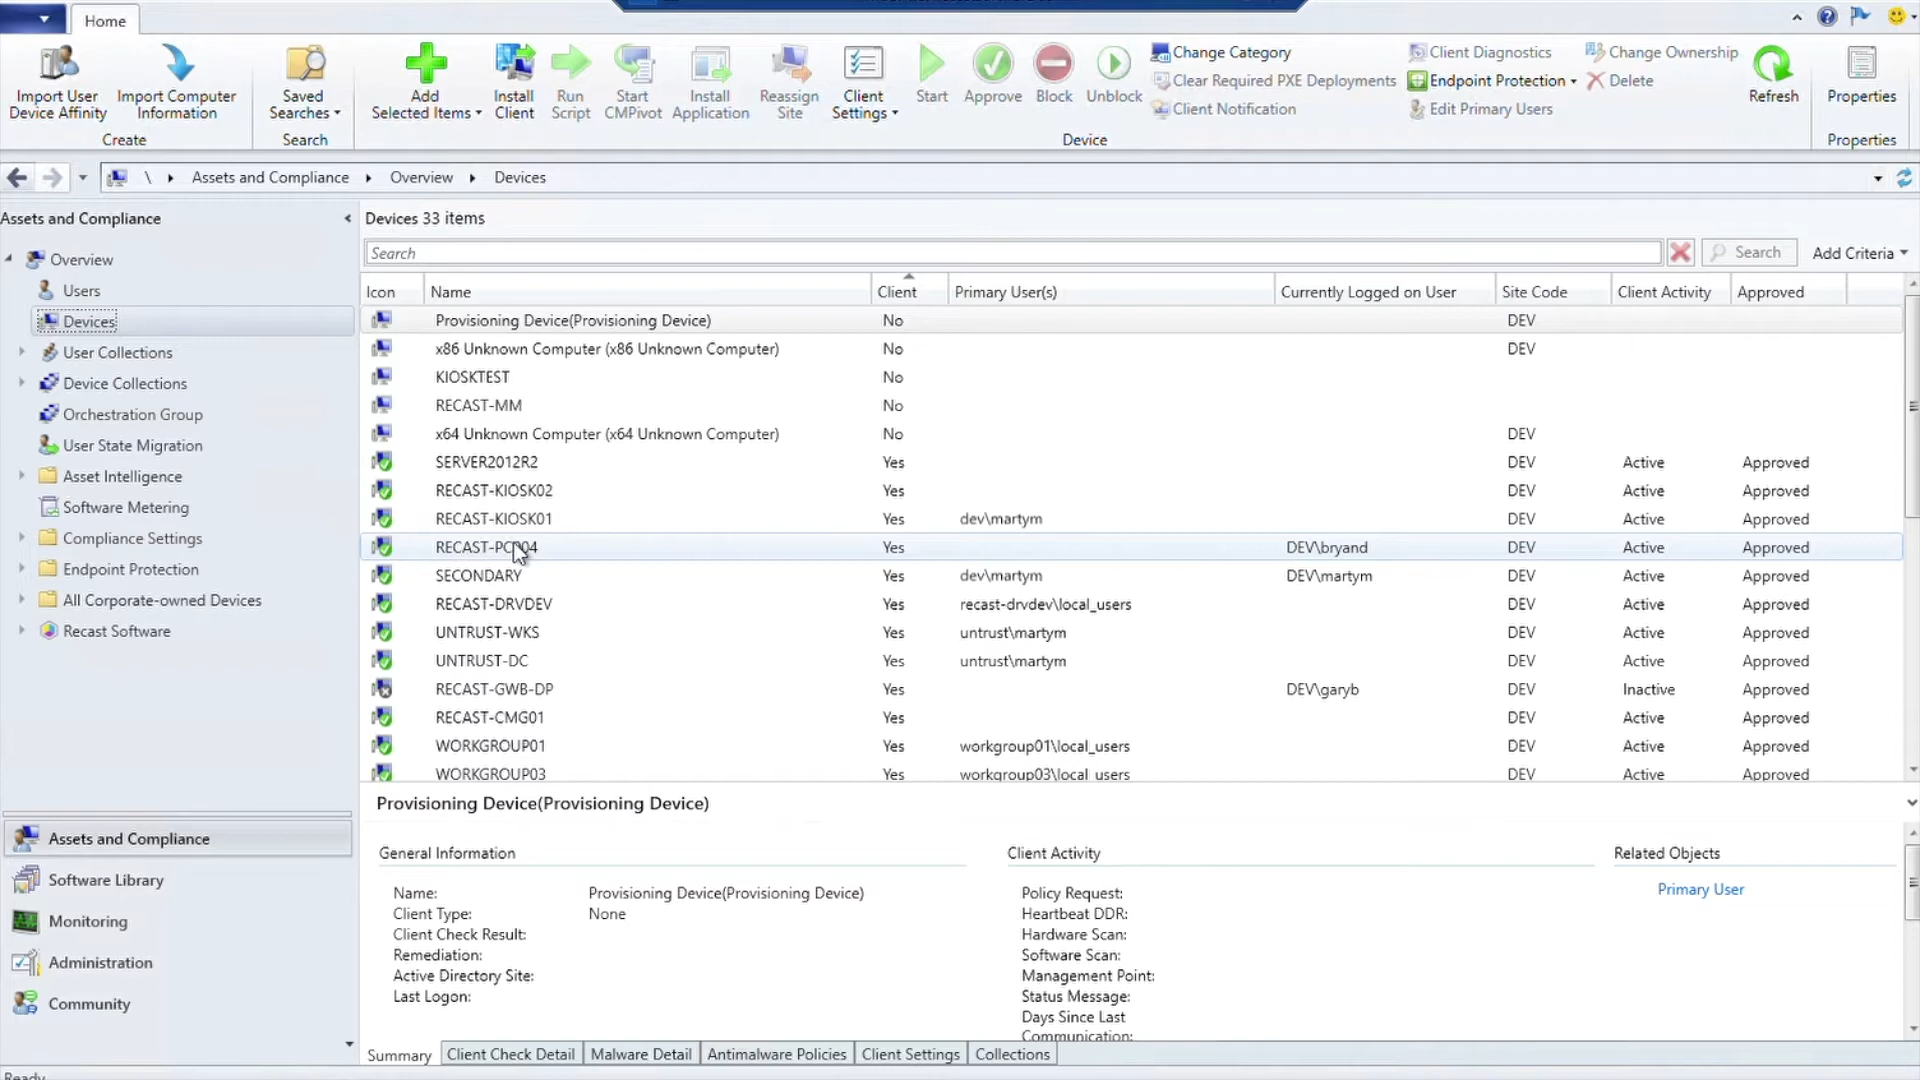 Home
Import User Device Affinity
Import Computer Information
Create
Saved Searches
Search
Add Selected Items
Install Client
Run Script
Start CMPivot
Install Application
Reassign Site
Client Settings
Start
Approve
Block
Unblock
Change Category
Clear Required PXE Deployments
Client Notification
Client Diagnostics
Endpoint Protection
Edit Primary Users
Change Ownership
Delete
Device
Refresh
Properties
Properties
\ Assets and Compliance Overview Devices
Assets and Compliance
Overview
Users
Devices
User Collections
Device Collections
Orchestration Group
User State Migration
Asset Intelligence
Software Metering
Compliance Settings
Endpoint Protection
All Corporate-owned Devices
Recast Software
Assets and Compliance
Software Library
Monitoring
Administration
Community
Devices 33 items
Search Search Add Criteria
Icon Name Client Primary User(s) Currently Logged on User Site Code Client Activity Approved
Provisioning Device(Provisioning Device) No DEV
x86 Unknown Computer (x86 Unknown Computer) No DEV
KIOSKTEST No
RECAST-MM No
x64 Unknown Computer (x64 Unknown Computer) No DEV
SERVER2012R2 Yes DEV Active Approved
RECAST-KIOSK02 Yes DEV Active Approved
RECAST-KIOSK01 Yes dev\martym DEV Active Approved
Yes DEV\bryand DEV Active Approved
SECONDARY Yes dev\martym DEV\martym DEV Active Approved
RECAST-DRVDEV Yes recast-drvdev\local_users DEV Active Approved
UNTRUST-WKS Yes untrust\martym DEV Active Approved
UNTRUST-DC Yes untrust\martym DEV Active Approved
RECAST-GWB-DP Yes DEV\garyb DEV Inactive Approved
RECAST-CMG01 Yes DEV Active Approved
WORKGROUP01 Yes workgroup01\local_users DEV Active Approved
WORKGROUP03 Yes workgroup03\local_users DEV Active Approved
Provisioning Device(Provisioning Device)
General Information
Name: Provisioning Device(Provisioning Device)
Client Type: None
Client Check Result:
Remediation:
Active Directory Site:
Last Logon:
Client Activity
Policy Request:
Heartbeat DDR:
Hardware Scan:
Software Scan:
Management Point:
Status Message:
Days Since Last
Communication:
Related Objects
Primary User
Summary Client Check Detail Malware Detail Antimalware Policies Client Settings Collections
Ready